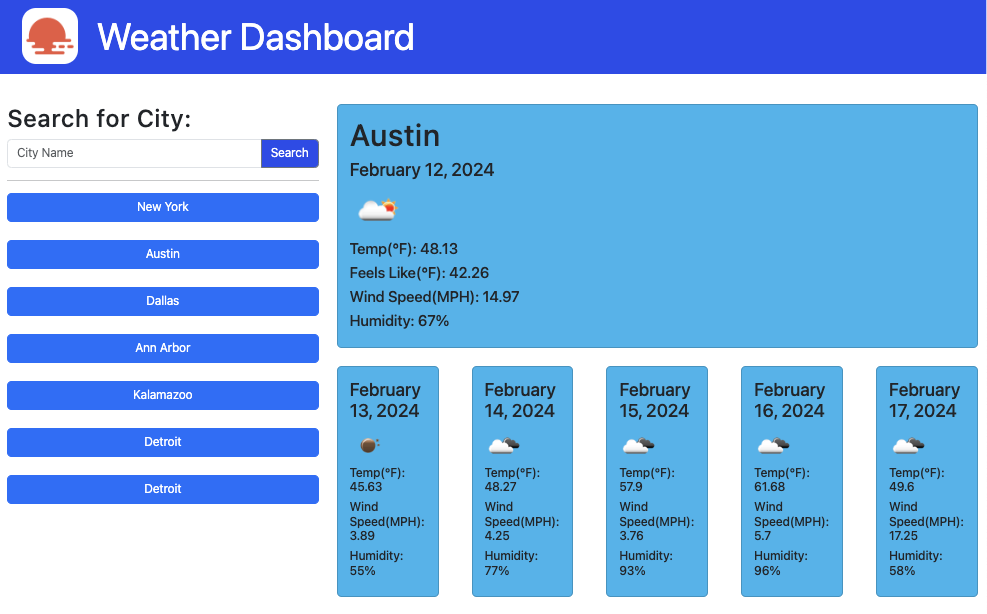 Weather Dashboard
Search for City:
City Name
Search
New York
Austin
Dallas
Ann Arbor
Kalamazoo
Detroit
Detroit
Austin
February 12, 2024
Temp(°F): 48.13
Feels Like(°F): 42.26
Wind Speed(MPH): 14.97
Humidity: 67%
February
13, 2024
Temp(°F):
45.63
Wind
Speed(MPH):
3.89
Humidity:
55%
February
14, 2024
Temp(°F):
48.27
Wind
Speed(MPH):
4.25
Humidity:
77%
February
15, 2024
Temp(°F):
57.9
Wind
Speed(MPH):
3.76
Humidity:
93%
February
16, 2024
Temp(°F):
61.68
Wind
Speed(MPH):
5.7
Humidity:
96%
February
17, 2024
Temp(°F):
49.6
Wind
Speed(MPH):
17.25
Humidity:
58%